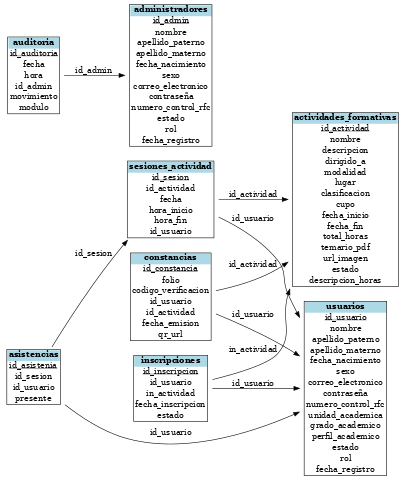 auditoria
id_auditoria
fecha
hora
id_admin
movimiento
modulo
id_admin
administradores
id_admin
nombre
apellido_paterno
apellido_materno
fecha_nacimiento
sexo
correo_electronico
contraseña
numero_control_rfc
estado
rol
fecha_registro
sesiones_actividad
id_sesion
id_actividad
fecha
hora_inicio
hora_fin
id_usuario
id_actividad
id_usuario
actividades_formativas
id_actividad
nombre
descripcion
dirigido_a
modalidad
lugar
clasificacion
cupo
fecha_inicio
fecha_fin
total_horas
temario_pdf
url_imagen
estado
descripcion_horas
id_sesion
constancias
id_constancia
folio
codigo_verificacion
id_usuario
id_actividad
fecha_emision
qr_url
id_actividad
id_usuario
asistencias
id_asistenia
id_sesion
id_usuario
presente
inscripciones
id_inscripcion
id_usuario
in_actividad
fecha_inscripcion
estado
in_actividad
id_usuario
id_usuario
usuarios
id_usuario
nombre
apellido_paterno
apellido_materno
fecha_nacimiento
sexo
correo_electronico
contraseña
numero_control_rfc
unidad_academica
grado_academico
perfil_academico
estado
rol
fecha_registro